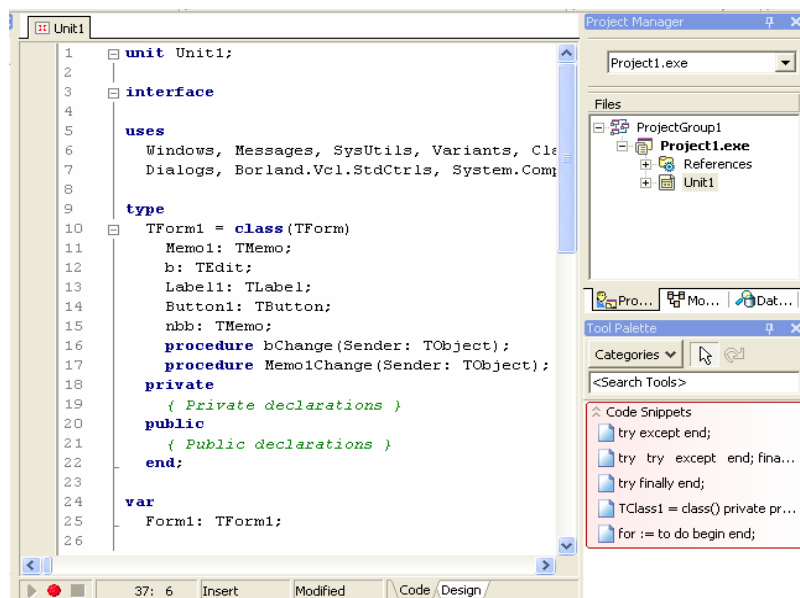 Unit1
1 unit Unit1;
2
3 interface
4
5 uses
6 Windows, Messages, SysUtils, Variants, Cla
7 Dialogs, Borland.Vcl.StdCtrls, System.Comp
8
9 type
10 TForm1 = class(TForm)
11 Memo1: TMemo;
12 b: TEdit;
13 Label1: TLabel;
14 Button1: TButton;
15 nbb: TMemo;
16 procedure bChange(Sender: TObject);
17 procedure Memo1Change(Sender: TObject);
18 private
19 { Private declarations }
20 public
21 { Public declarations }
22 end;
23
24 var
25 Form1: TForm1;
26
37: 6 Insert Modified Code Design
Project Manager
Project1.exe
Files
ProjectGroup1
Project1.exe
References
Unit1
Pro... Mo... Dat...
Tool Palette
Categories
<Search Tools>
Code Snippets
try except end;
try try except end; fina...
try finally end;
TClass1 = class() private pr...
for := to do begin end;